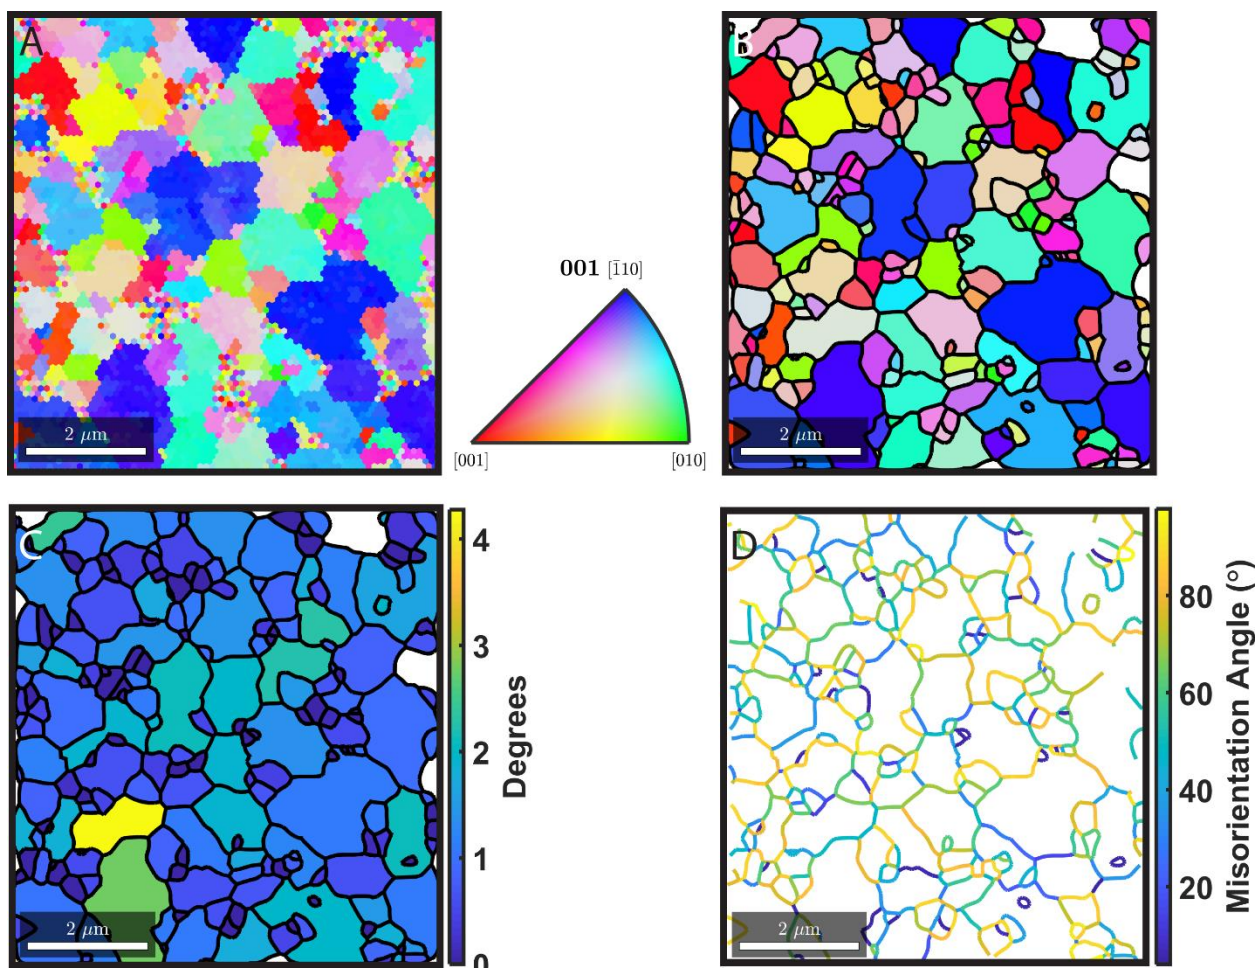 A
B
2 μm
001 [1̄10]
[001]
[010]
2 μm
C
4
3
2
1
0
Degrees
2 μm
D
80
60
40
20
Misorientation Angle (°)
2 μm